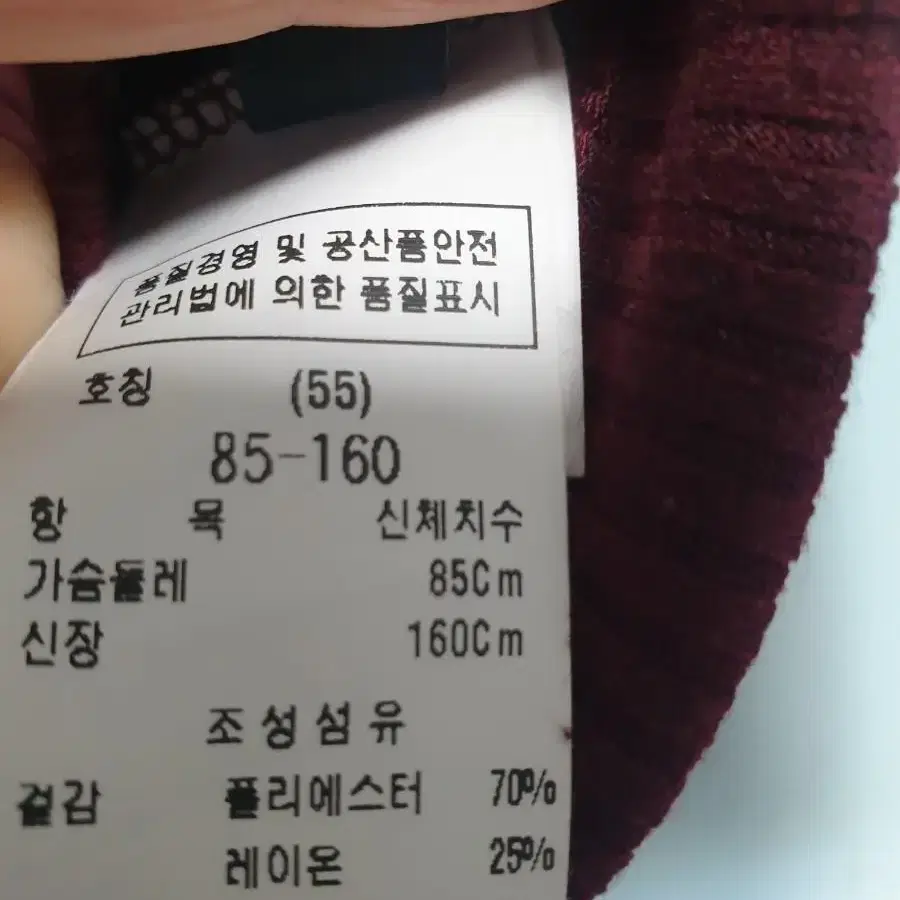 품질경영 및 공산품안전
관리법에 의한 품질표시
호칭 (55)
85-160
항 목 신체치수
가슴둘레 85Cm
신장 160Cm
조성섬유
겉감 폴리에스터 70%
레이온 25%